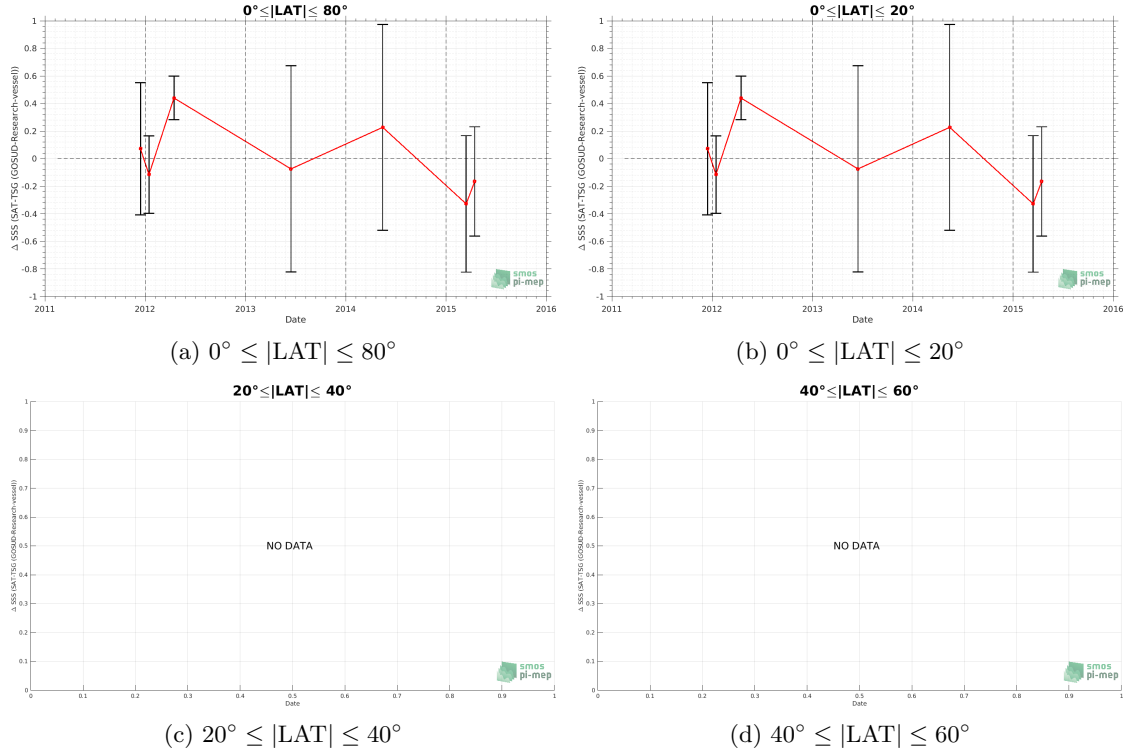 0°≤|LAT|≤ 80°
Δ SSS (SAT-TSG (GOSUD-Research-vessel))
1
0.8
0.6
0.4
0.2
0
-0.2
-0.4
-0.6
-0.8
-1
2011 2012 2013 2014 2015 2016
Date
smos
pi-mep
(a) 0° ≤ |LAT| ≤ 80°
0°≤|LAT|≤ 20°
Δ SSS (SAT-TSG (GOSUD-Research-vessel))
1
0.8
0.6
0.4
0.2
0
-0.2
-0.4
-0.6
-0.8
-1
2011 2012 2013 2014 2015 2016
Date
smos
pi-mep
(b) 0° ≤ |LAT| ≤ 20°
20°≤|LAT|≤ 40°
Δ SSS (SAT-TSG (GOSUD-Research-vessel))
1
0.9
0.8
0.7
0.6
0.5
0.4
0.3
0.2
0.1
0
NO DATA
0 0.1 0.2 0.3 0.4 0.5 0.6 0.7 0.8 0.9 1
Date
smos
pi-mep
(c) 20° ≤ |LAT| ≤ 40°
40°≤|LAT|≤ 60°
Δ SSS (SAT-TSG (GOSUD-Research-vessel))
1
0.9
0.8
0.7
0.6
0.5
0.4
0.3
0.2
0.1
0
NO DATA
0 0.1 0.2 0.3 0.4 0.5 0.6 0.7 0.8 0.9 1
Date
smos
pi-mep
(d) 40° ≤ |LAT| ≤ 60°